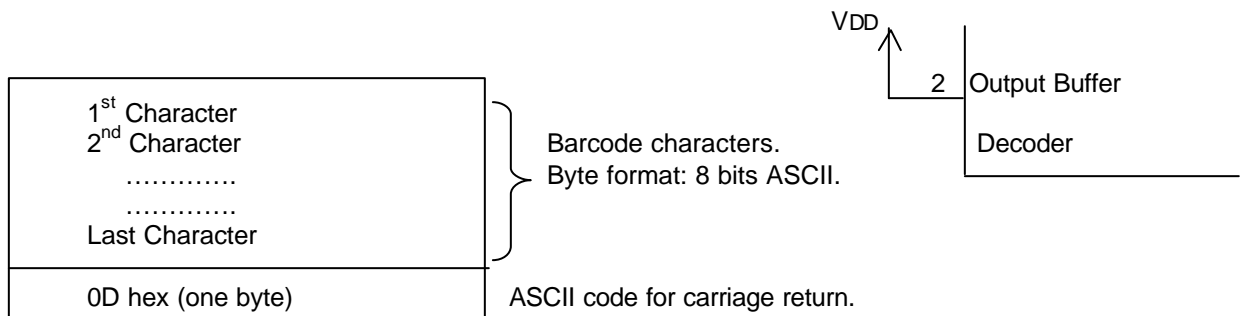 VDD
2 Output Buffer
Decoder
1st Character
2nd Character
………….
………….
Last Character
Barcode characters.
Byte format: 8 bits ASCII.
0D hex (one byte)
ASCII code for carriage return.